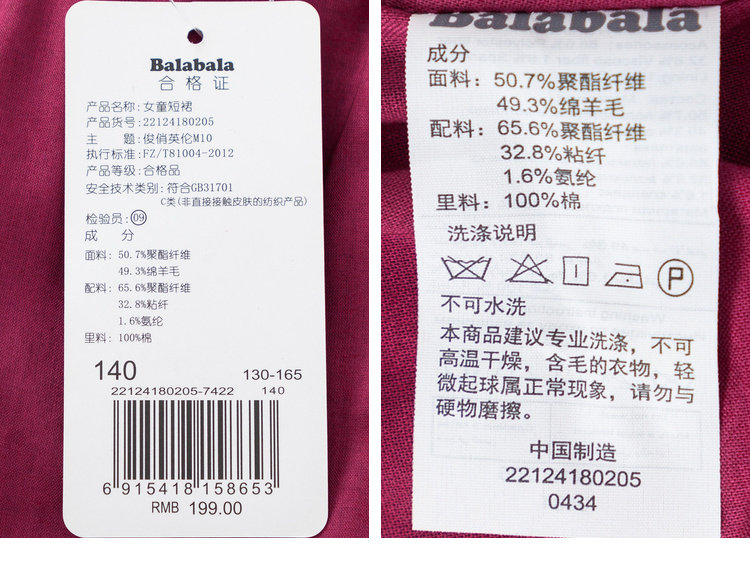 Balabala
合格证
产品名称: 女童短裙
产品货号: 22124180205
主 题: 俊俏英伦M10
执行标准: FZ/T81004-2012
产品等级: 合格品
安全技术类别: 符合GB31701
C类(非直接接触皮肤的纺织产品)
检验员: 09
成 分
面料: 50.7%聚酯纤维
49.3%绵羊毛
配料: 65.6%聚酯纤维
32.8%粘纤
1.6%氨纶
里料: 100%棉
140 130-165
22124180205-7422 140
6 915418 158653
RMB 199.00
Balabala
成分
面料: 50.7%聚酯纤维
49.3%绵羊毛
配料: 65.6%聚酯纤维
32.8%粘纤
1.6%氨纶
里料: 100%棉
洗涤说明
P
不可水洗
本商品建议专业洗涤，不可
高温干燥，含毛的衣物，轻
微起球属正常现象，请勿与
硬物磨擦。
中国制造
22124180205
0434